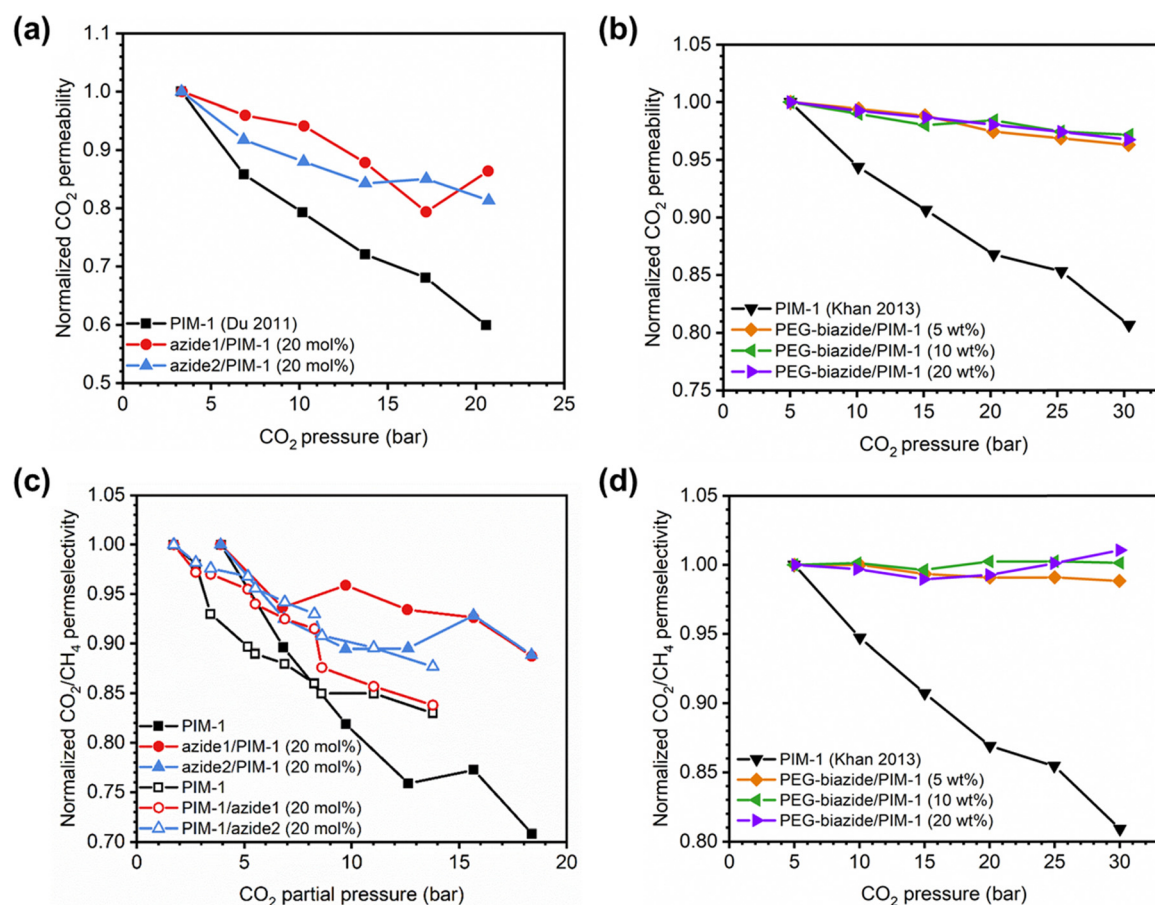 (a)
1.1
1.0
0.9
0.8
0.7
0.6
0.5
Normalized CO2 permeability
PIM-1 (Du 2011)
azide1/PIM-1 (20 mol%)
azide2/PIM-1 (20 mol%)
0 5 10 15 20 25
CO2 pressure (bar)
(b)
1.05
1.00
0.95
0.90
0.85
0.80
0.75
Normalized CO2 permeability
PIM-1 (Khan 2013)
PEG-biazide/PIM-1 (5 wt%)
PEG-biazide/PIM-1 (10 wt%)
PEG-biazide/PIM-1 (20 wt%)
0 5 10 15 20 25 30
CO2 pressure (bar)
(c)
1.05
1.00
0.95
0.90
0.85
0.80
0.75
0.70
Normalized CO2/CH4 permselectivity
PIM-1
azide1/PIM-1 (20 mol%)
azide2/PIM-1 (20 mol%)
PIM-1
PIM-1/azide1 (20 mol%)
PIM-1/azide2 (20 mol%)
0 5 10 15 20
CO2 partial pressure (bar)
(d)
1.05
1.00
0.95
0.90
0.85
0.80
Normalized CO2/CH4 permselectivity
PIM-1 (Khan 2013)
PEG-biazide/PIM-1 (5 wt%)
PEG-biazide/PIM-1 (10 wt%)
PEG-biazide/PIM-1 (20 wt%)
0 5 10 15 20 25 30
CO2 pressure (bar)